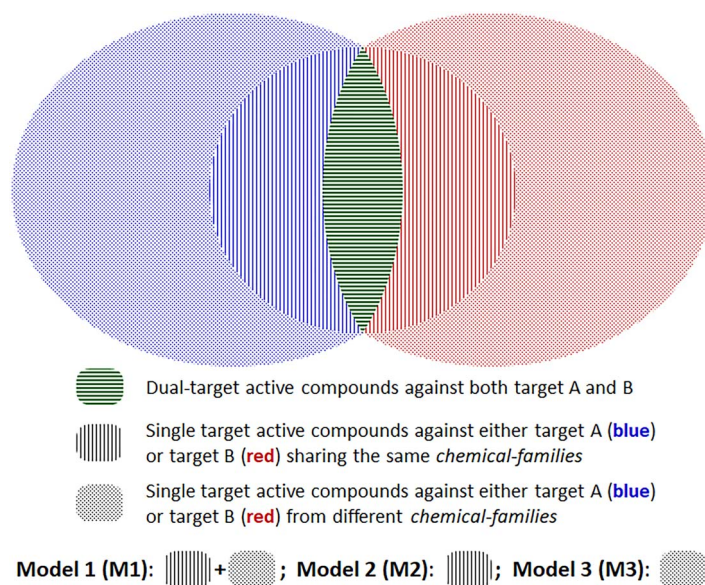 Dual-target active compounds against both target A and B
Single target active compounds against either target A (blue)
or target B (red) sharing the same chemical-families
Single target active compounds against either target A (blue)
or target B (red) from different chemical-families
Model 1 (M1): + ; Model 2 (M2): ; Model 3 (M3):